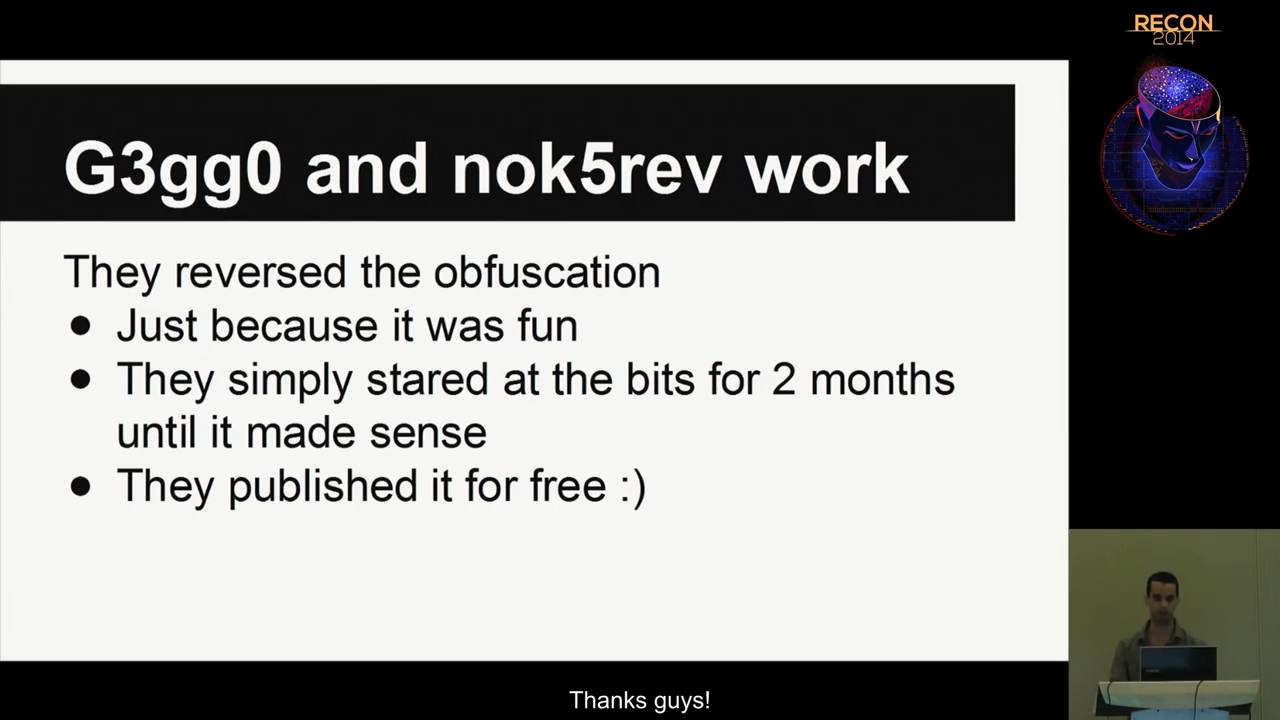 RECON
2014
G3gg0 and nok5rev work
They reversed the obfuscation
● Just because it was fun
● They simply stared at the bits for 2 months
until it made sense
● They published it for free :)
Thanks guys!